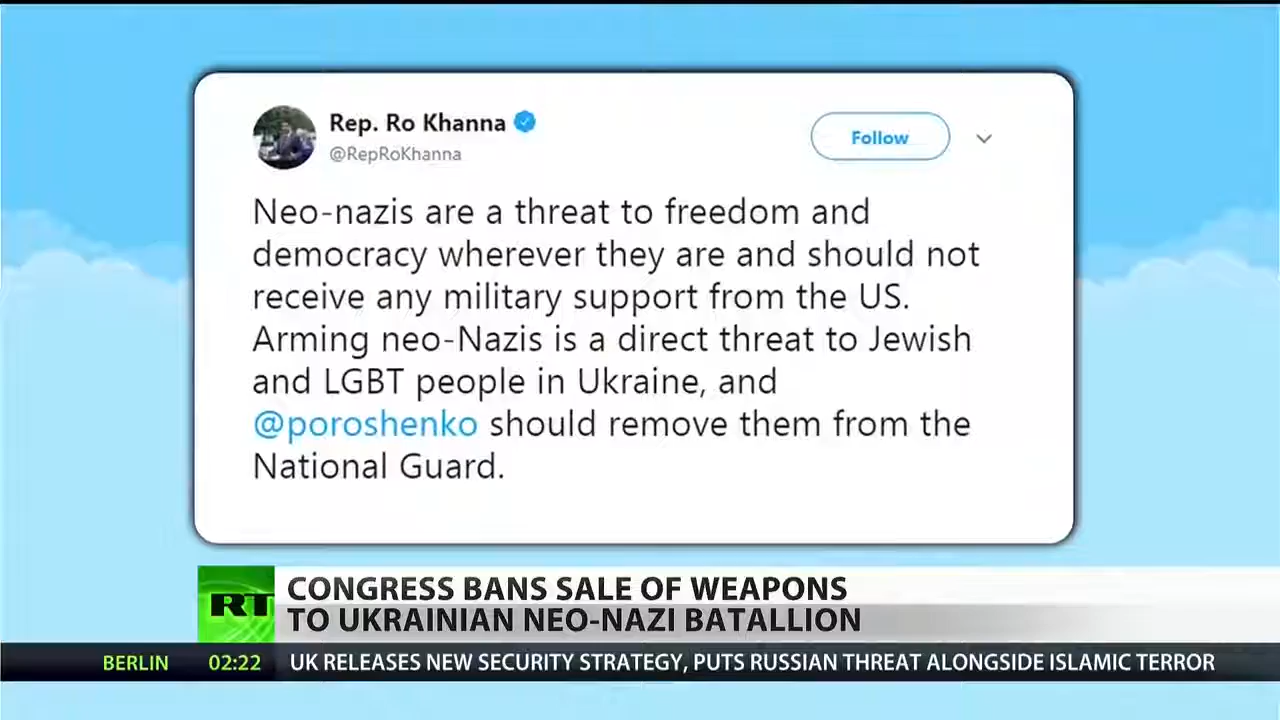 Rep. Ro Khanna
@RepRoKhanna
Follow
Neo-nazis are a threat to freedom and
democracy wherever they are and should not
receive any military support from the US.
Arming neo-Nazis is a direct threat to Jewish
and LGBT people in Ukraine, and
@poroshenko should remove them from the
National Guard.
RT
CONGRESS BANS SALE OF WEAPONS
TO UKRAINIAN NEO-NAZI BATALLION
BERLIN 02:22 UK RELEASES NEW SECURITY STRATEGY, PUTS RUSSIAN THREAT ALONGSIDE ISLAMIC TERROR